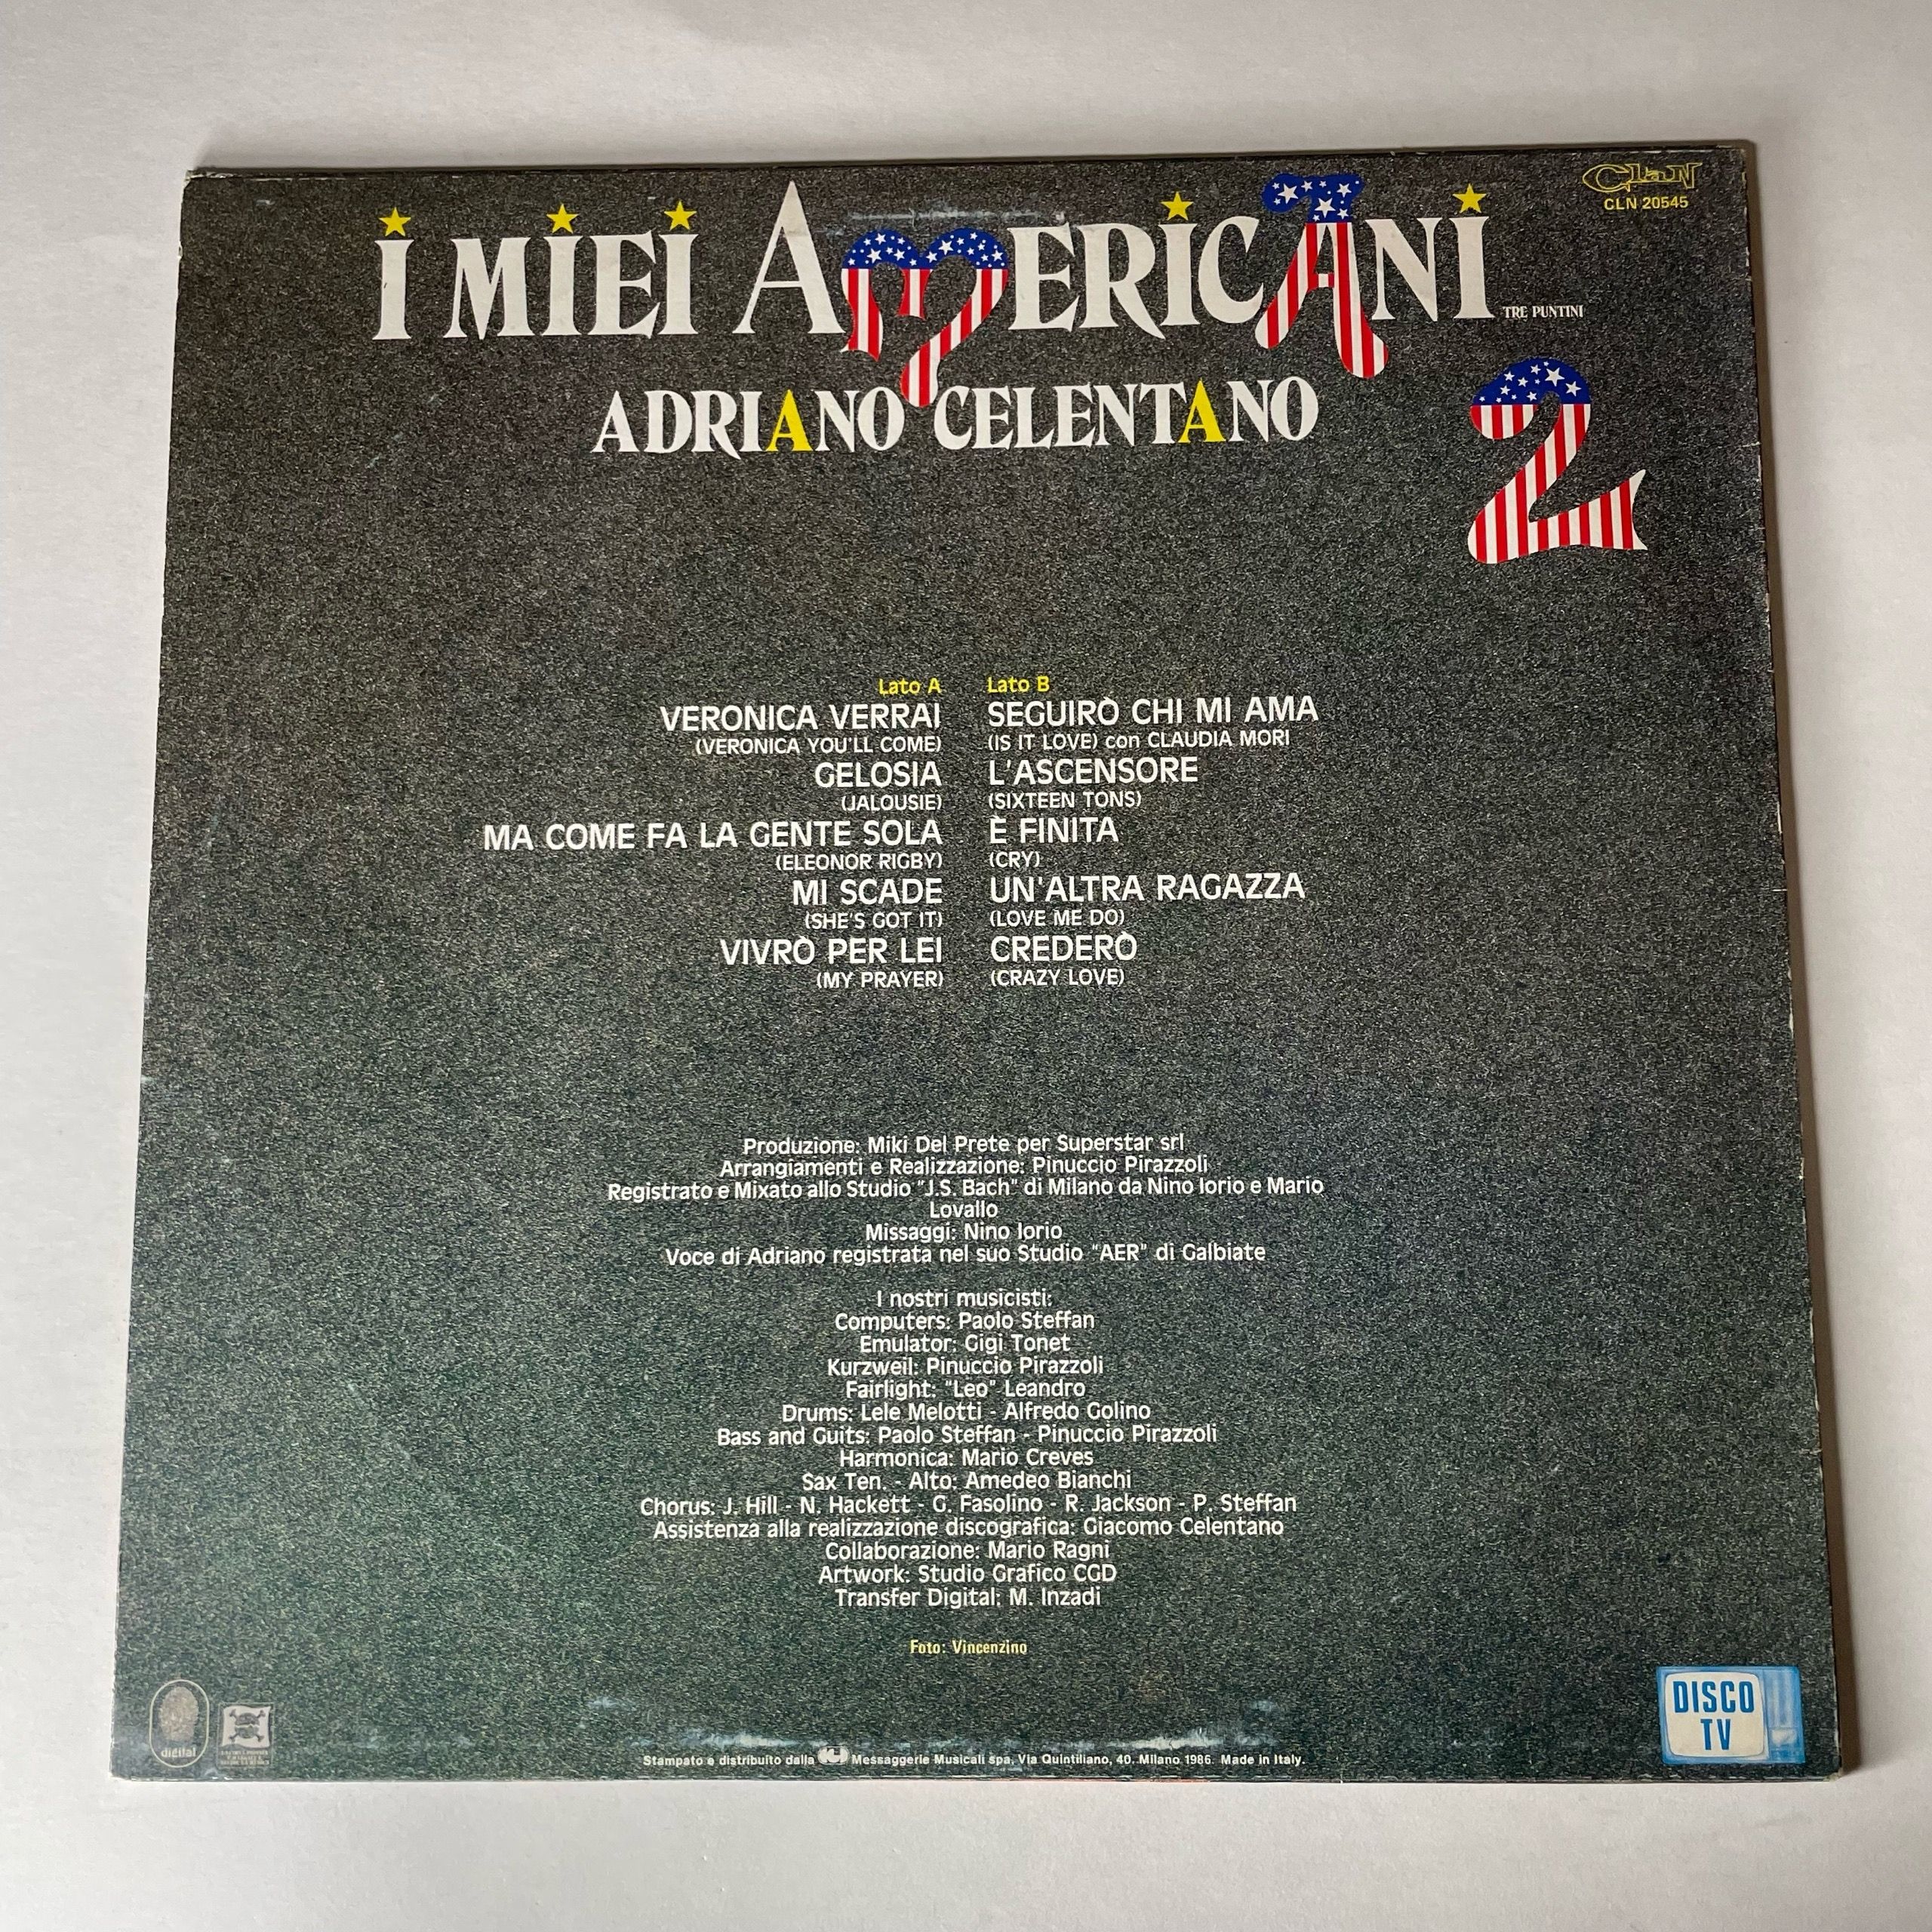 CLAN
CLN 20545
I MIEI AMERICANI
TRE PUNTINI
2
ADRIANO CELENTANO
Lato A
VERONICA VERRAI
(VERONICA YOU'LL COME)
GELOSIA
(JALOUSIE)
MA COME FA LA GENTE SOLA
(ELEONOR RIGBY)
MI SCADE
(SHE'S GOT IT)
VIVRÒ PER LEI
(MY PRAYER)
Lato B
SEGUIRÒ CHI MI AMA
(IS IT LOVE) con CLAUDIA MORI
L'ASCENSORE
(SIXTEEN TONS)
È FINITA
(CRY)
UN'ALTRA RAGAZZA
(LOVE ME DO)
CREDERÒ
(CRAZY LOVE)
Produzione: Miki Del Prete per Superstar srl
Arrangiamenti e Realizzazione: Pinuccio Pirazzoli
Registrato e Mixato allo Studio "J.S. Bach" di Milano da Nino Iorio e Mario
Lovallo
Missaggi: Nino Iorio
Voce di Adriano registrata nel suo Studio "AER" di Galbiate
I nostri musicisti:
Computers: Paolo Steffan
Emulator: Gigi Tonet
Kurzweil: Pinuccio Pirazzoli
Fairlight: "Leo" Leandro
Drums: Lele Melotti - Alfredo Golino
Bass and Guits: Paolo Steffan - Pinuccio Pirazzoli
Harmonica: Mario Creves
Sax Ten. - Alto: Amedeo Bianchi
Chorus: J. Hill - N. Hackett - G. Fasolino - R. Jackson - P. Steffan
Assistenza alla realizzazione discografica: Giacomo Celentano
Collaborazione: Mario Ragni
Artwork: Studio Grafico CGD
Transfer Digital: M. Inzadi
Foto: Vincenzino
digital
Stampato e distribuito dalla Messaggerie Musicali spa, Via Quintiliano, 40. Milano 1986. Made in Italy.
DISCO
TV